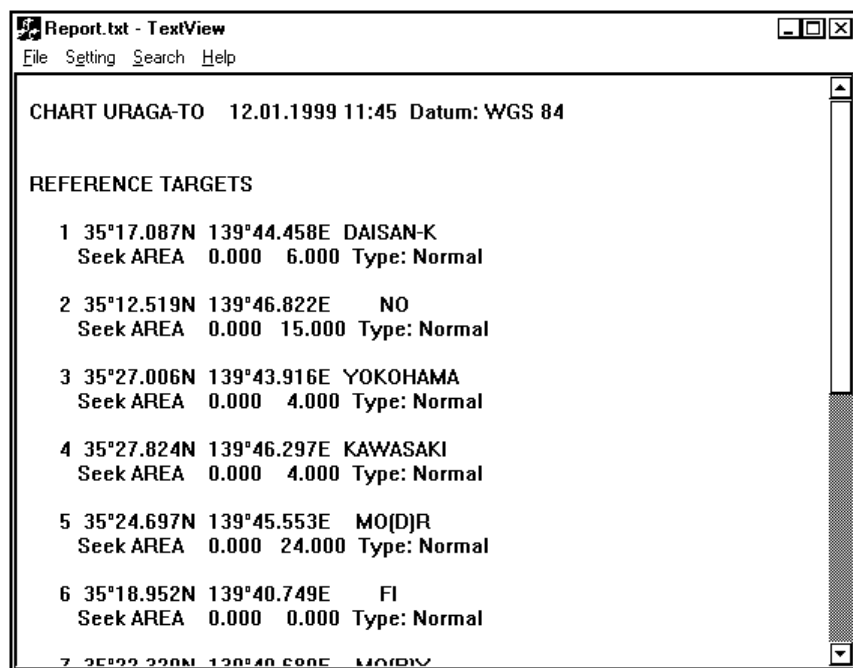 Report.txt - TextView
File Setting Search Help
CHART URAGA-TO 12.01.1999 11:45 Datum: WGS 84
REFERENCE TARGETS
1 35°17.087N 139°44.458E DAISAN-K
Seek AREA 0.000 6.000 Type: Normal
2 35°12.519N 139°46.822E NO
Seek AREA 0.000 15.000 Type: Normal
3 35°27.006N 139°43.916E YOKOHAMA
Seek AREA 0.000 4.000 Type: Normal
4 35°27.824N 139°46.297E KAWASAKI
Seek AREA 0.000 4.000 Type: Normal
5 35°24.697N 139°45.553E MO(D)R
Seek AREA 0.000 24.000 Type: Normal
6 35°18.952N 139°40.749E FI
Seek AREA 0.000 0.000 Type: Normal
7